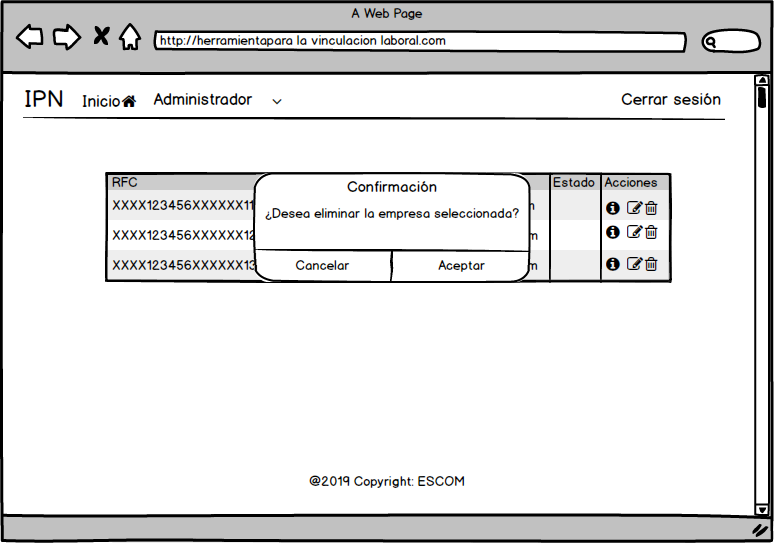 A Web Page
http://herramientapara la vinculacion laboral.com
IPN Inicio Administrador Cerrar sesión
RFC Estado Acciones
XXXX123456XXXXXX11
XXXX123456XXXXXX12 m
XXXX123456XXXXXX13 m
Confirmación
¿Desea eliminar la empresa seleccionada?
Cancelar Aceptar
@2019 Copyright: ESCOM